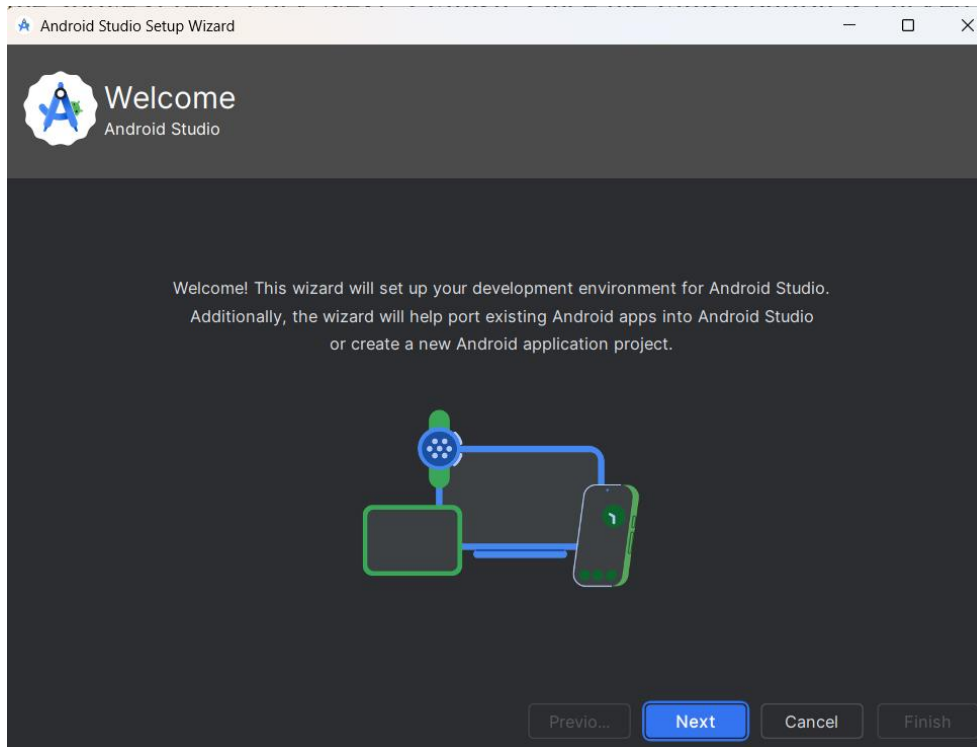 Android Studio Setup Wizard
Welcome
Android Studio
Welcome! This wizard will set up your development environment for Android Studio.
Additionally, the wizard will help port existing Android apps into Android Studio
or create a new Android application project.
Previo...
Next
Cancel
Finish